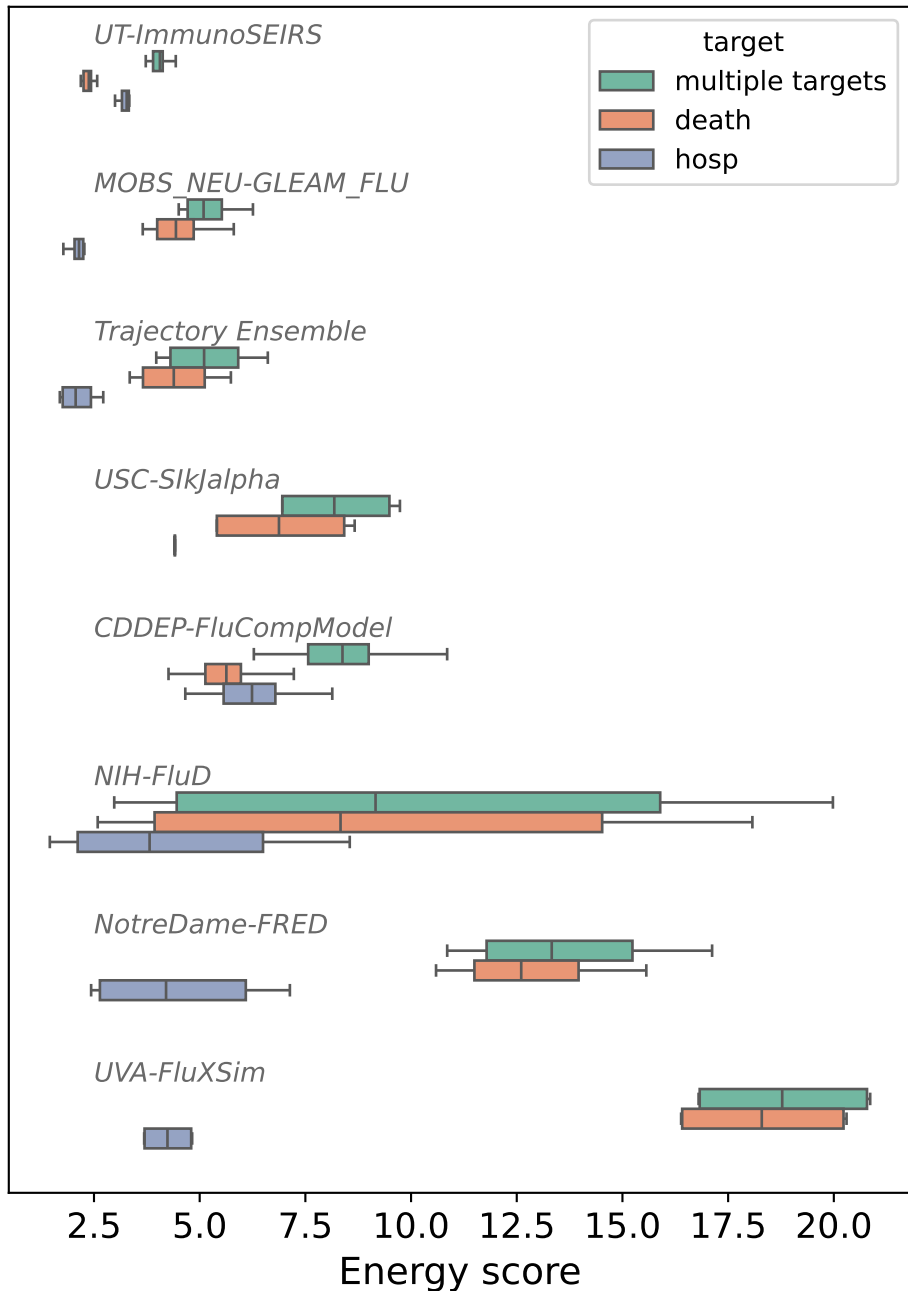 UT-ImmunoSEIRS
target
multiple targets
death
hosp
MOBS_NEU-GLEAM_FLU
Trajectory Ensemble
USC-SIkJalpha
CDDEP-FluCompModel
NIH-FluD
NotreDame-FRED
UVA-FluXSim
2.5 5.0 7.5 10.0 12.5 15.0 17.5 20.0
Energy score